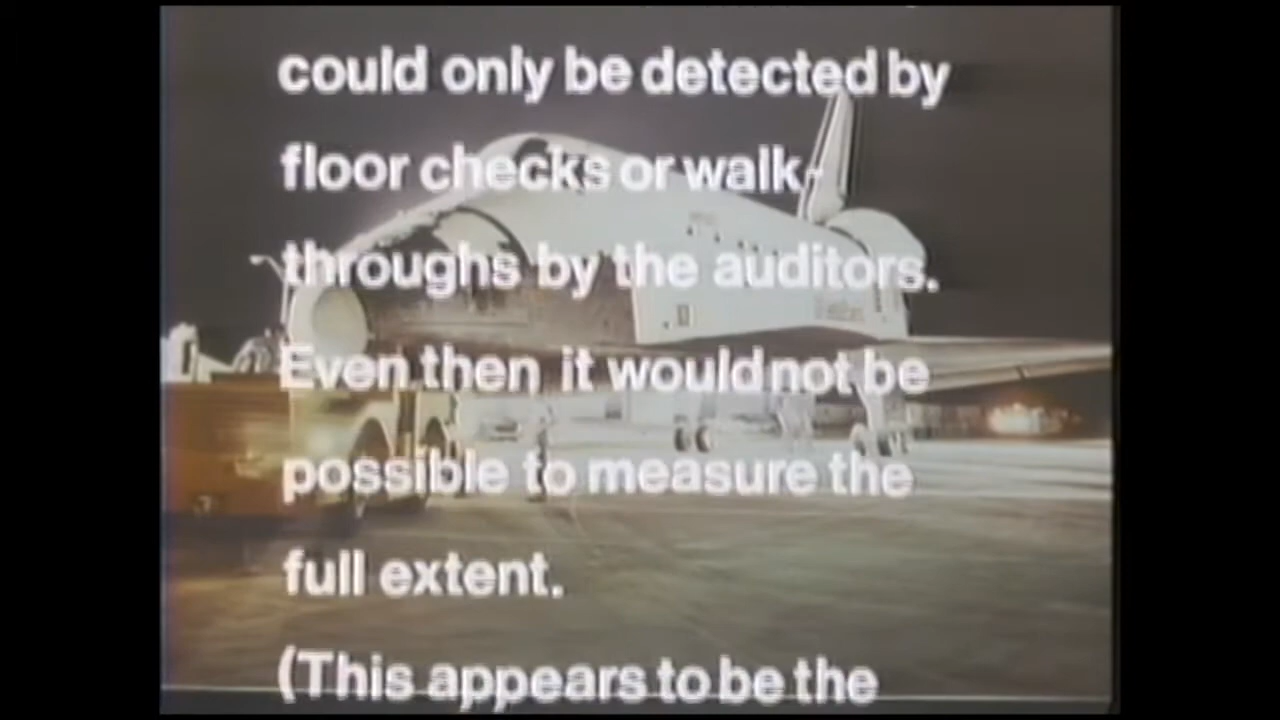 could only be detected by
floor checks or walk-
throughs by the auditors.
Even then it would not be
possible to measure the
full extent.
(This appears to be the